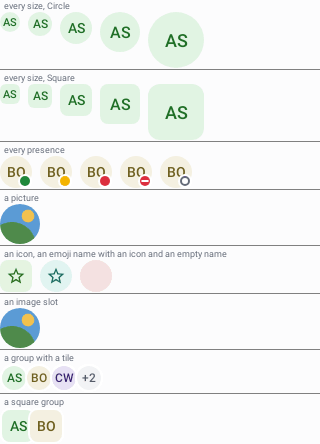 every size, Circle
AS AS AS AS AS
every size, Square
AS AS AS AS AS
every presence
BO BO BO BO BO
a picture
an icon, an emoji name with an icon and an empty name
an image slot
a group with a tile
AS BO CW +2
a square group
AS BO